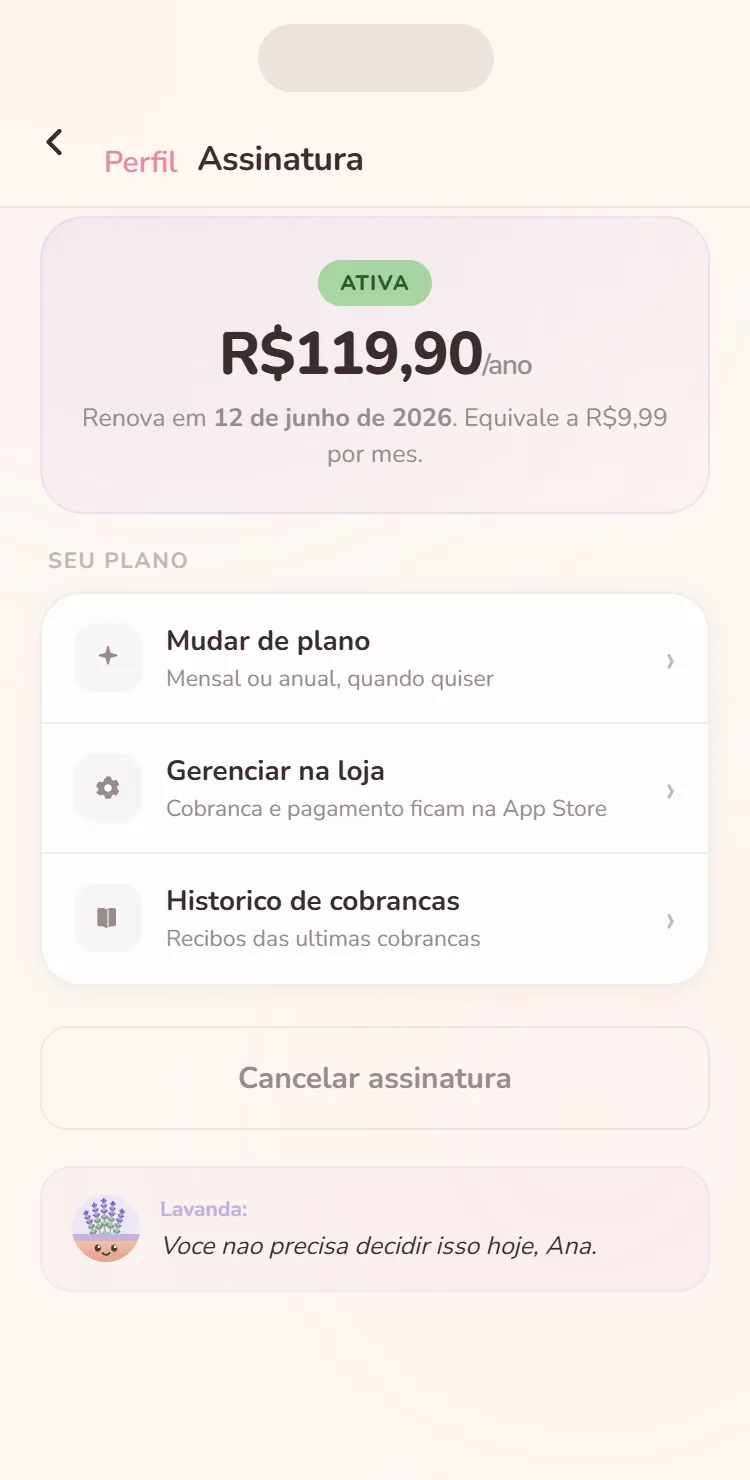 Perfil Assinatura
ATIVA
R$119,90/ano
Renova em 12 de junho de 2026. Equivale a R$9,99
por mes.
SEU PLANO
Mudar de plano
Mensal ou anual, quando quiser
Gerenciar na loja
Cobranca e pagamento ficam na App Store
Historico de cobrancas
Recibos das ultimas cobrancas
Cancelar assinatura
Lavanda:
Voce nao precisa decidir isso hoje, Ana.